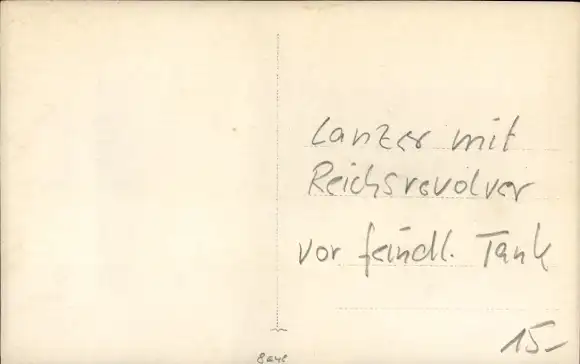 Lanzer mit
Reichsrevolver
vor feindl. Tank
15-